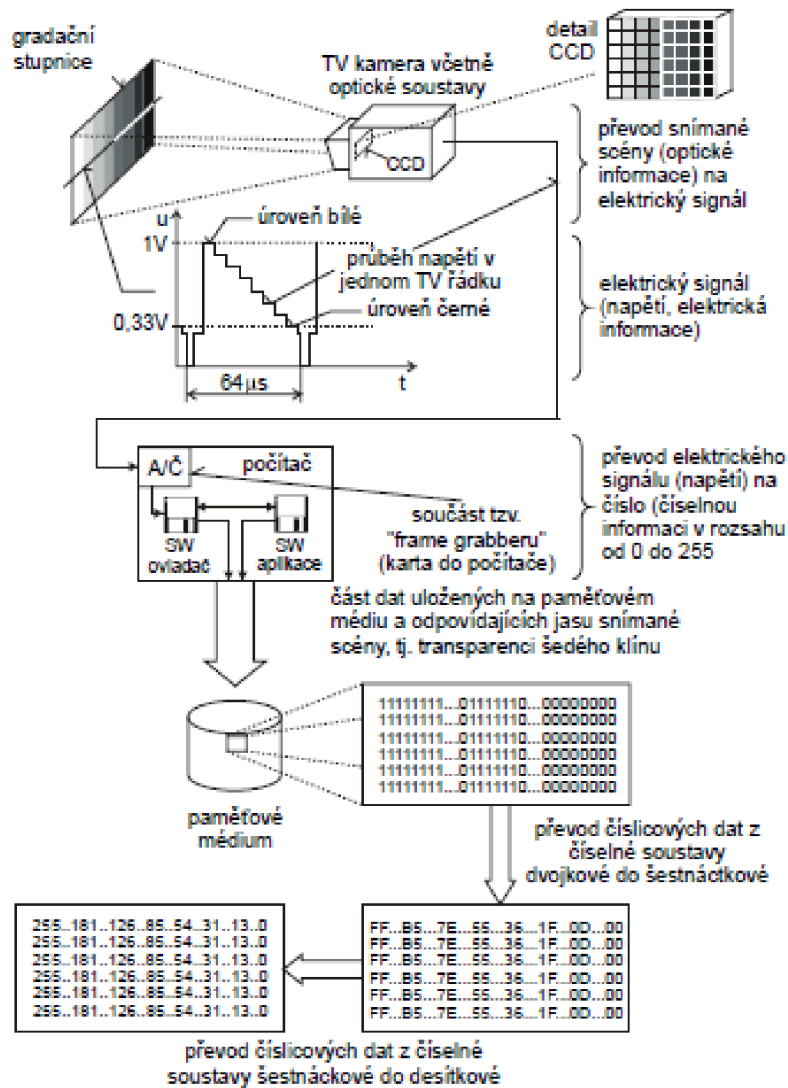 gradační
stupnice
TV kamera včetně
optické soustavy
detail
CCD
CCD
převod snímané
scény (optické
informace) na
elektrický signál
u
úroveň bílé
1V
průběh napětí v
jednom TV řádku
úroveň černé
0,33V
64µs
t
elektrický signál
(napětí, elektrická
informace)
A/Č
počítač
SW
ovladač
SW
aplikace
součást tzv.
"frame grabberu"
(karta do počítače)
převod elektrického
signálu (napětí) na
číslo (číselnou
informaci v rozsahu
od 0 do 255
část dat uložených na paměťovém
médiu a odpovídajících jasu snímané
scény, tj. transparenci šedého klínu
paměťové
médium
11111111...01111110...00000000
11111111...01111110...00000000
11111111...01111110...00000000
11111111...01111110...00000000
11111111...01111110...00000000
11111111...01111110...00000000
převod číslicových dat z
číselné soustavy
dvojkové do šestnáctkové
255..181..126..85..54..31..13..0
255..181..126..85..54..31..13..0
255..181..126..85..54..31..13..0
255..181..126..85..54..31..13..0
255..181..126..85..54..31..13..0
255..181..126..85..54..31..13..0
FF...B5...7E...55...36...1F...0D...00
FF...B5...7E...55...36...1F...0D...00
FF...B5...7E...55...36...1F...0D...00
FF...B5...7E...55...36...1F...0D...00
FF...B5...7E...55...36...1F...0D...00
FF...B5...7E...55...36...1F...0D...00
převod číslicových dat z číselné
soustavy šestnáckové do desítkové